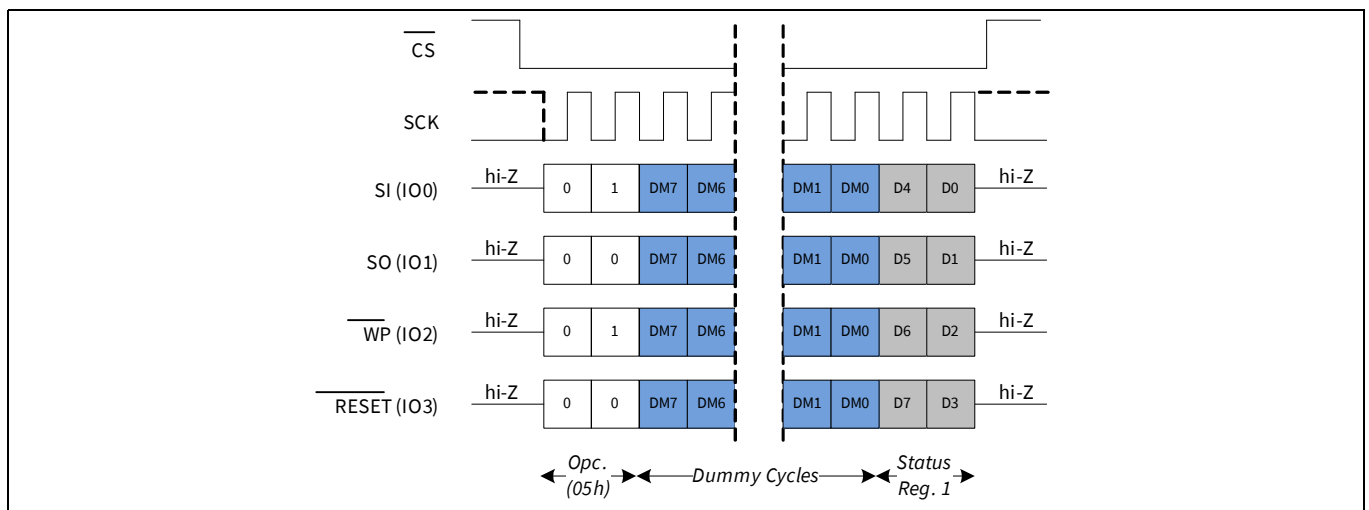 CS
SCK
SI (IO0) hi-Z 0 1 DM7 DM6 DM1 DM0 D4 D0 hi-Z
SO (IO1) hi-Z 0 0 DM7 DM6 DM1 DM0 D5 D1 hi-Z
WP (IO2) hi-Z 0 1 DM7 DM6 DM1 DM0 D6 D2 hi-Z
RESET (IO3) hi-Z 0 0 DM7 DM6 DM1 DM0 D7 D3 hi-Z
Opc. Status
(05h) Dummy Cycles Reg. 1